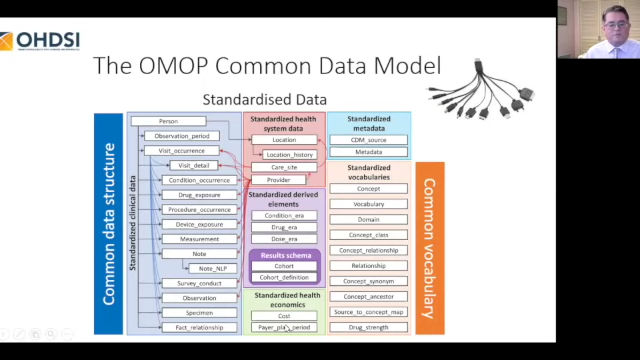 OHDSI
The OMOP Common Data Model
Standardised Data
Common data structure
Standardized clinical data
Person
Observation_period
Visit_occurrence
Visit_detail
Condition_occurrence
Drug_exposure
Procedure_occurrence
Device_exposure
Measurement
Note
Note_NLP
Survey_conduct
Observation
Specimen
Fact_relationship
Standardized health
system data
Location
Location_history
Care_site
Provider
Standardized derived
elements
Condition_era
Drug_era
Dose_era
Results schema
Cohort
Cohort_definition
Standardized health
economics
Cost
Payer_plan_period
Standardized
metadata
CDM_source
Metadata
Standardized
vocabularies
Concept
Vocabulary
Domain
Concept_class
Concept_relationship
Relationship
Concept_synonym
Concept_ancestor
Source_to_concept_map
Drug_strength
Common vocabulary